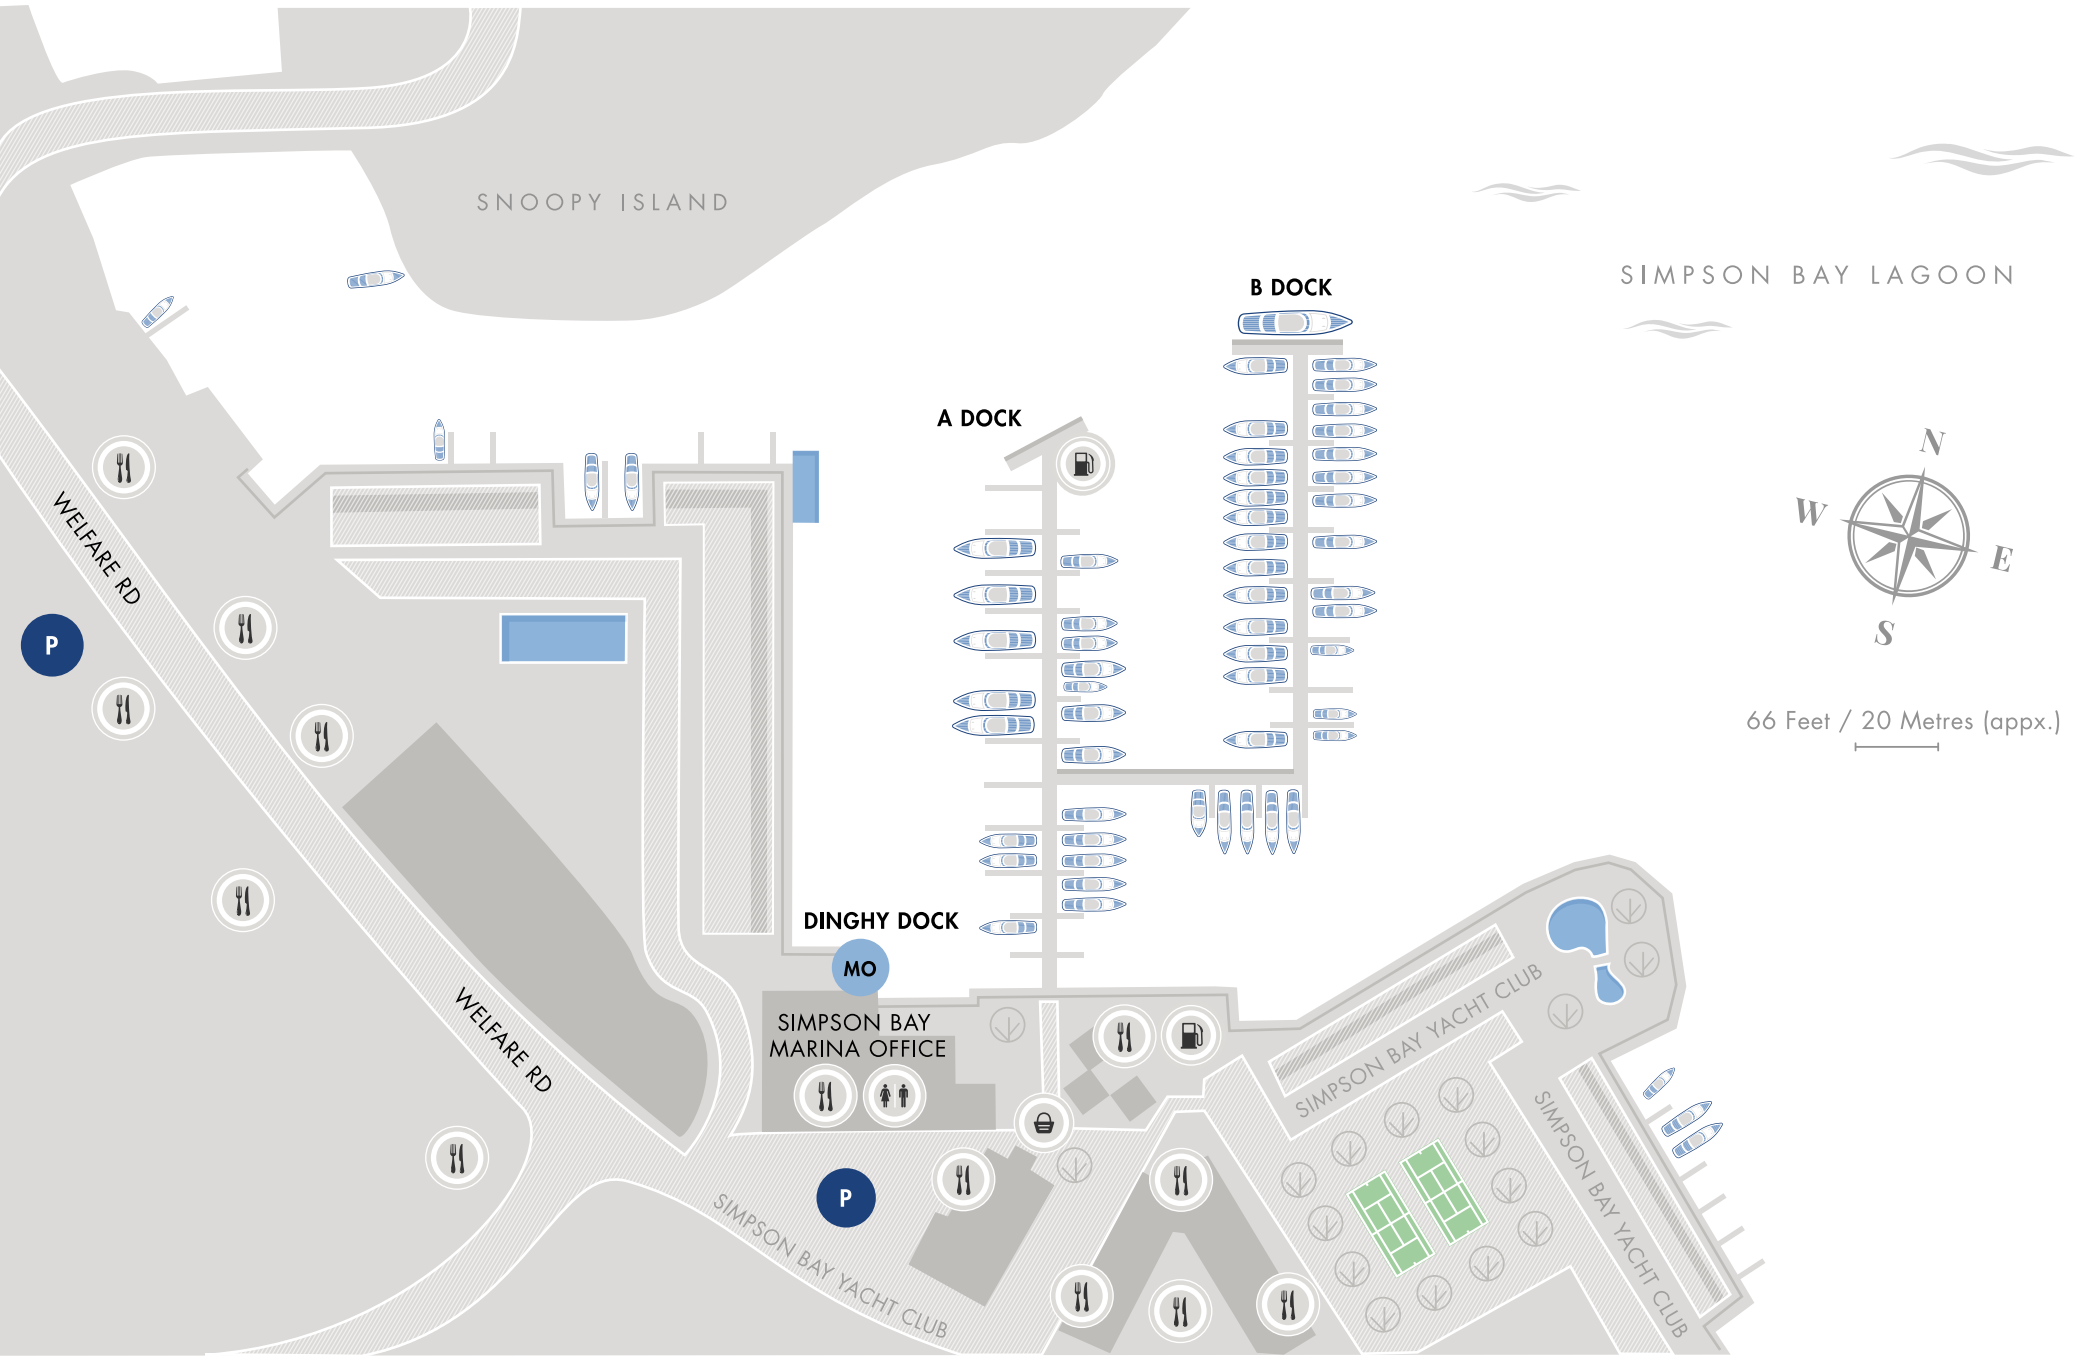 SNOOPY ISLAND
SIMPSON BAY LAGOON
B DOCK
A DOCK
N
W
E
S
WELFARE RD
P
66 Feet / 20 Metres (appx.)
DINGHY DOCK
MO
SIMPSON BAY
MARINA OFFICE
WELFARE RD
SIMPSON BAY YACHT CLUB
SIMPSON BAY YACHT CLUB
P
SIMPSON BAY YACHT CLUB